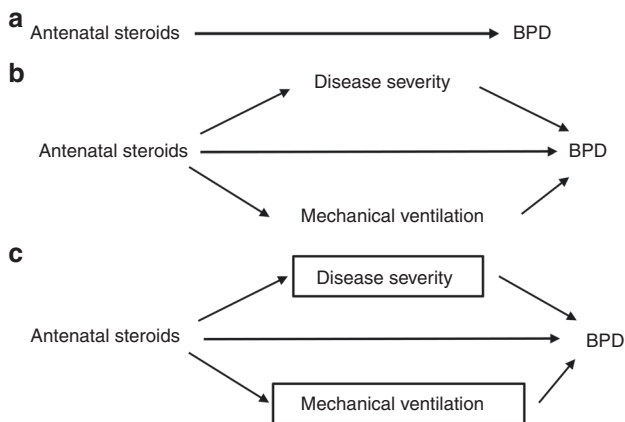 a
Antenatal steroids BPD
b
Disease severity
Antenatal steroids BPD
Mechanical ventilation
c
Disease severity
Antenatal steroids BPD
Mechanical ventilation